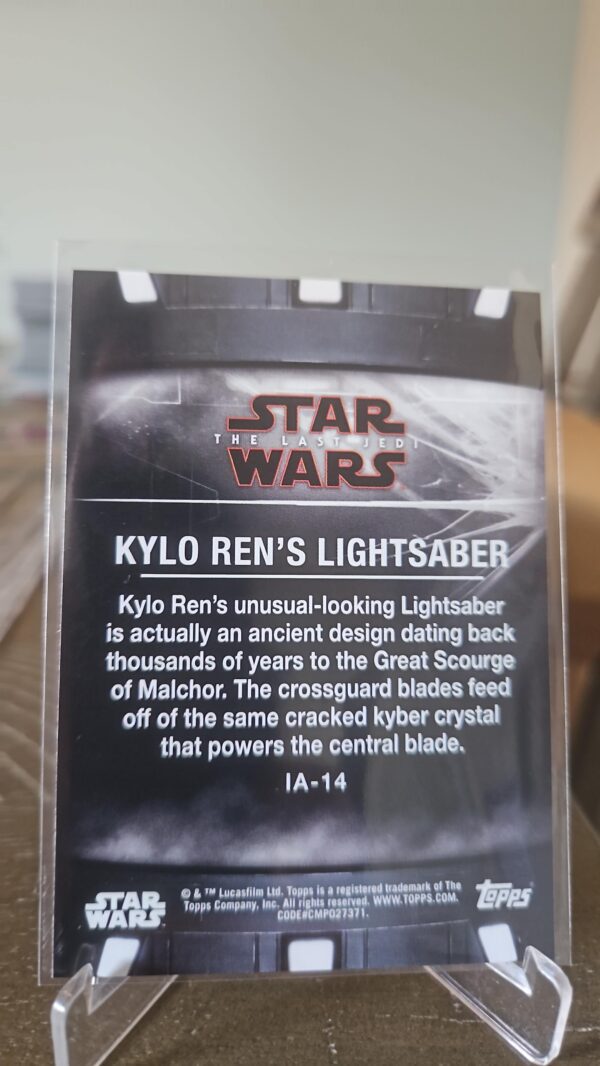 STAR
THE LAST JEDI
WARS
KYLO REN'S LIGHTSABER
Kylo Ren's unusual-looking Lightsaber
is actually an ancient design dating back
thousands of years to the Great Scourge
of Malchor. The crossguard blades feed
off of the same cracked kyber crystal
that powers the central blade.
IA-14
STAR
WARS
© & ™ Lucasfilm Ltd. Topps is a registered trademark of The
Topps Company, Inc. All rights reserved. WWW.TOPPS.COM.
CODE#CMP027371.
topps